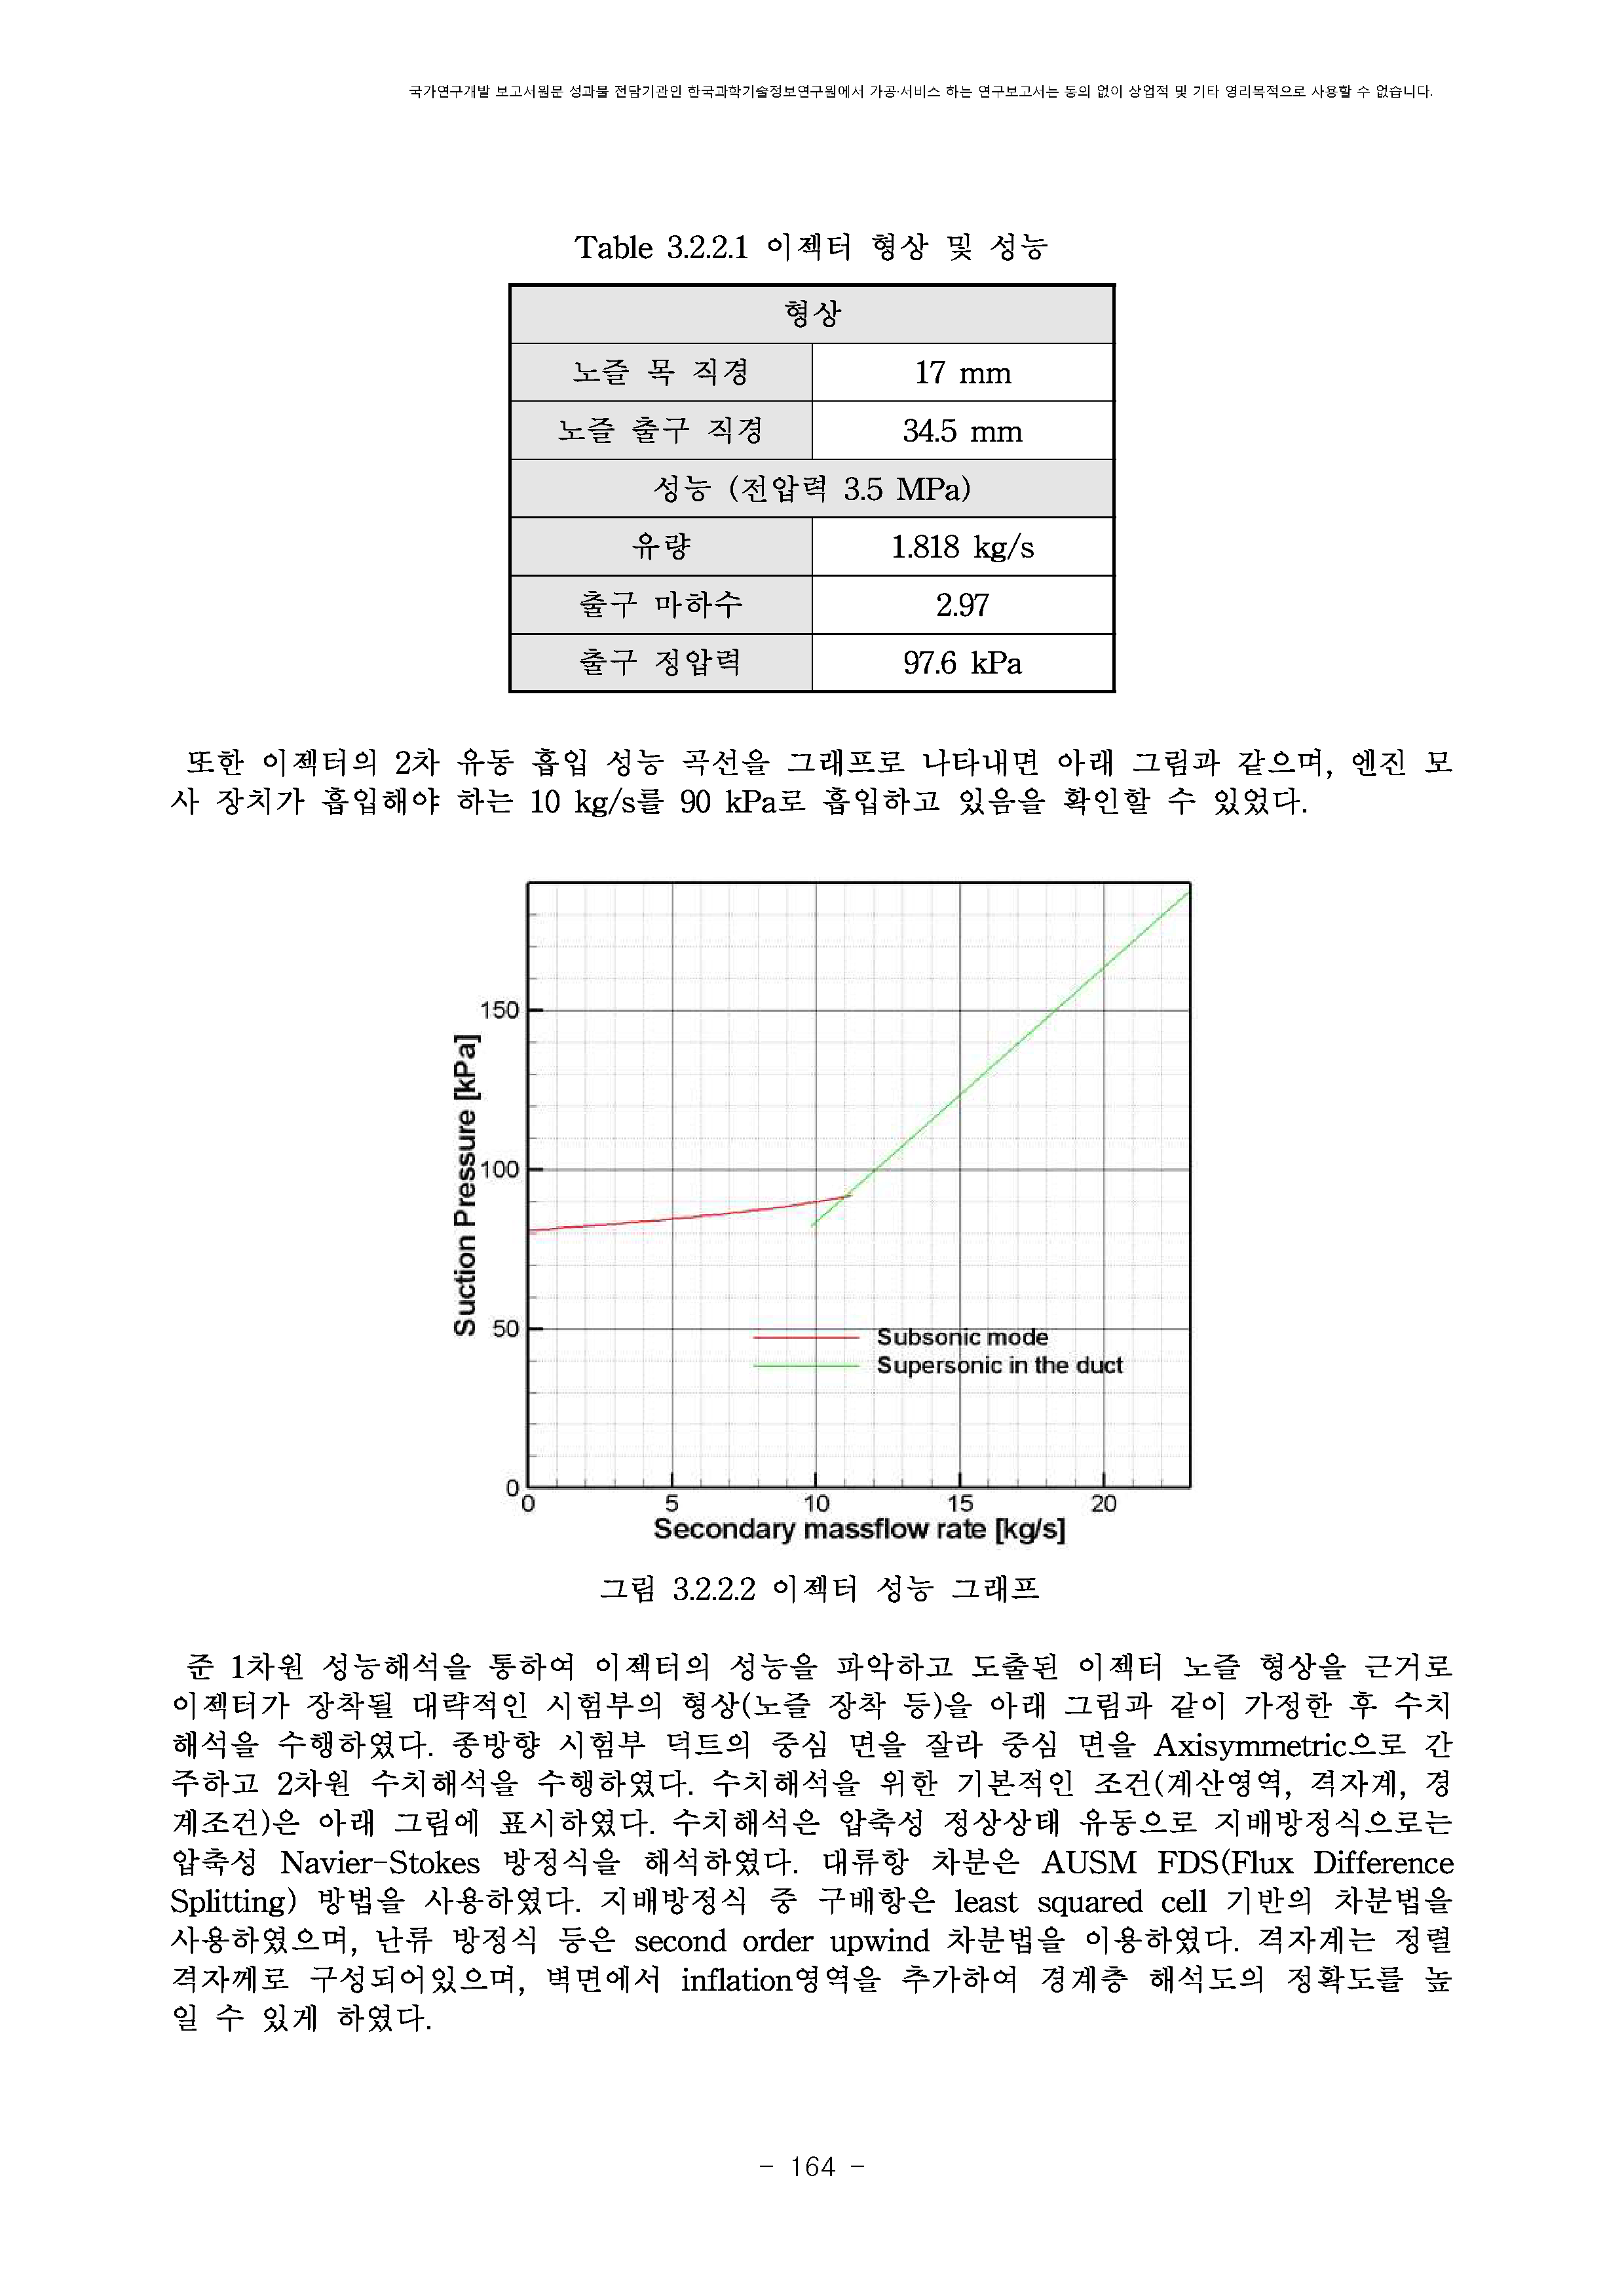 국가연구개발 보고서원문 성과물 전담기관인 한국과학기술정보연구원에서 가공·서비스 하는 연구보고서는 동의 없이 상업적 및 기타 영리목적으로 사용할 수 없습니다.
Table 3.2.2.1 이젝터 형상 및 성능
형상
노즐 목 직경 17 mm
노즐 출구 직경 34.5 mm
성능 (전압력 3.5 MPa)
유량 1.818 kg/s
출구 마하수 2.97
출구 정압력 97.6 kPa
또한 이젝터의 2차 유동 흡입 성능 곡선을 그래프로 나타내면 아래 그림과 같으며, 엔진 모
사 장치가 흡입해야 하는 10 kg/s를 90 kPa로 흡입하고 있음을 확인할 수 있었다.
150
100
50
0
Suction Pressure [kPa]
Subsonic mode
Supersonic in the duct
0 5 10 15 20
Secondary massflow rate [kg/s]
그림 3.2.2.2 이젝터 성능 그래프
준 1차원 성능해석을 통하여 이젝터의 성능을 파악하고 도출된 이젝터 노즐 형상을 근거로
이젝터가 장착될 대략적인 시험부의 형상(노즐 장착 등)을 아래 그림과 같이 가정한 후 수치
해석을 수행하였다. 종방향 시험부 덕트의 중심 면을 잘라 중심 면을 Axisymmetric으로 간
주하고 2차원 수치해석을 수행하였다. 수치해석을 위한 기본적인 조건(계산영역, 격자계, 경
계조건)은 아래 그림에 표시하였다. 수치해석은 압축성 정상상태 유동으로 지배방정식으로는
압축성 Navier-Stokes 방정식을 해석하였다. 대류항 차분은 AUSM FDS(Flux Difference
Splitting) 방법을 사용하였다. 지배방정식 중 구배항은 least squared cell 기반의 차분법을
사용하였으며, 난류 방정식 등은 second order upwind 차분법을 이용하였다. 격자계는 정렬
격자께로 구성되어있으며, 벽면에서 inflation영역을 추가하여 경계층 해석도의 정확도를 높
일 수 있게 하였다.
- 164 -